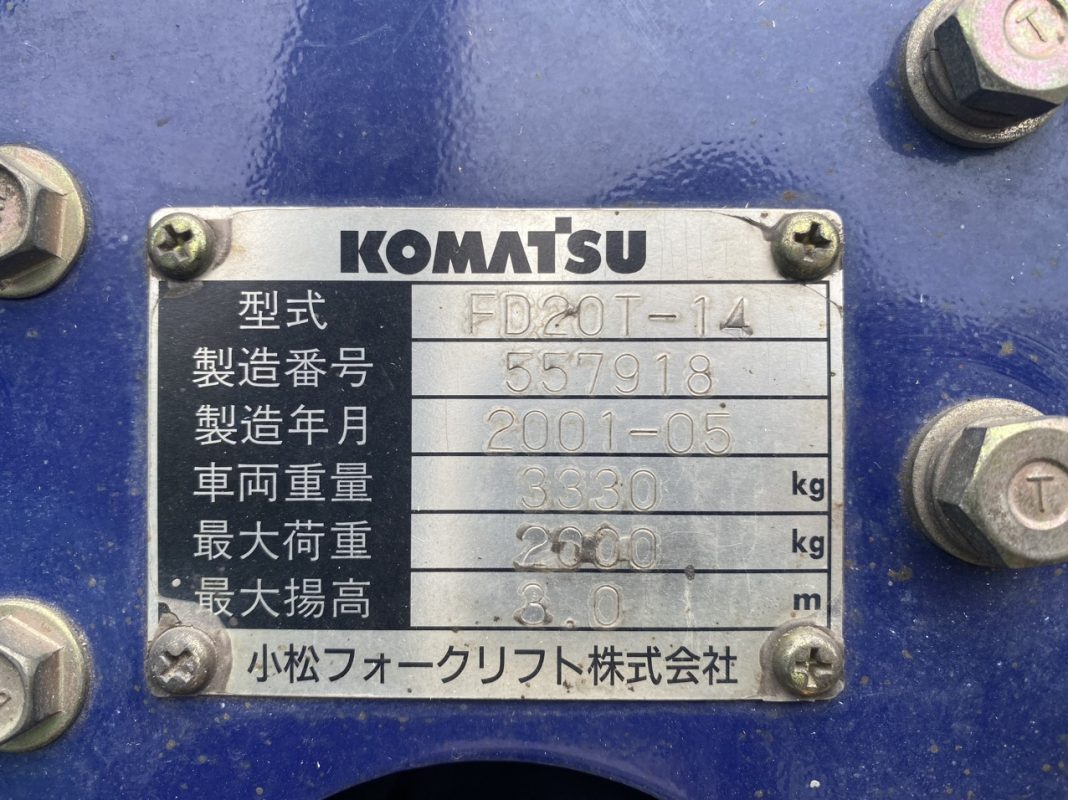 KOMATSU
型式 FD20T-14
製造番号 557918
製造年月 2001-05
車両重量 3330 kg
最大荷重 2000 kg
最大揚高 3.0 m
小松フォークリフト株式会社
T
T